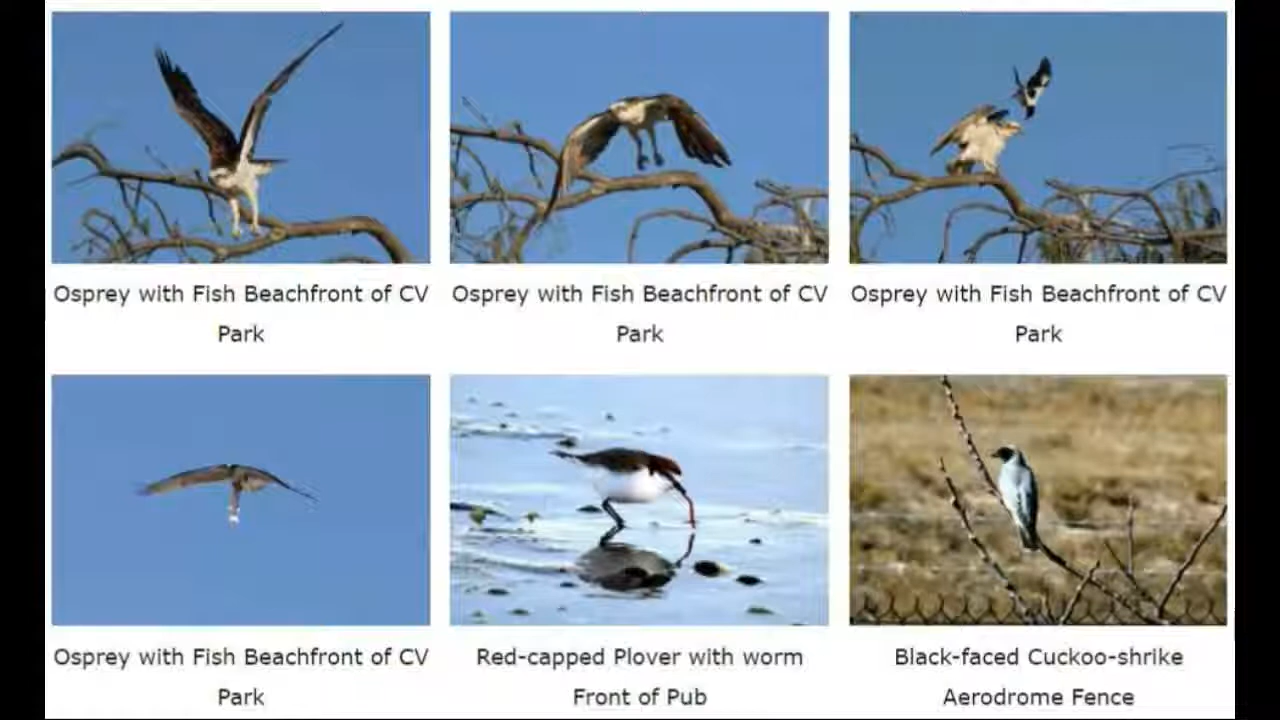 Osprey with Fish Beachfront of CV
Park
Osprey with Fish Beachfront of CV
Park
Osprey with Fish Beachfront of CV
Park
Osprey with Fish Beachfront of CV
Park
Red-capped Plover with worm
Front of Pub
Black-faced Cuckoo-shrike
Aerodrome Fence